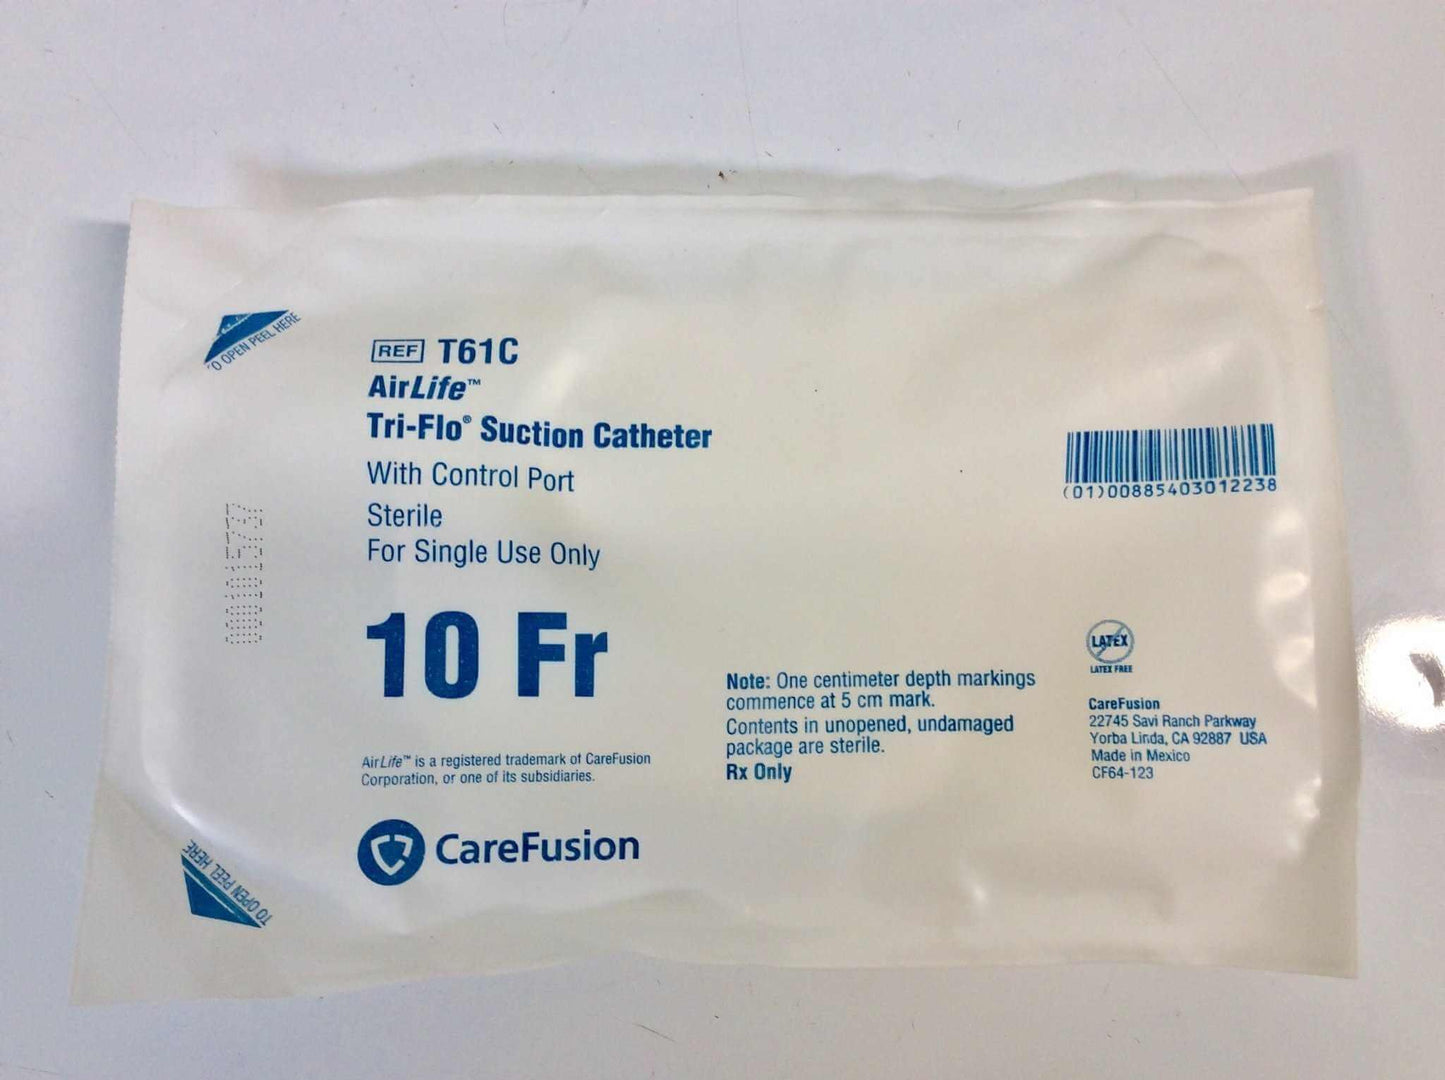 TO OPEN PEEL HERE
REF T61C
AirLife™
Tri-Flo® Suction Catheter
With Control Port
Sterile
For Single Use Only
10 Fr
AirLife™ is a registered trademark of CareFusion
Corporation, or one of its subsidiaries.
CareFusion
TO OPEN PEEL HERE
Note: One centimeter depth markings
commence at 5 cm mark.
Contents in unopened, undamaged
package are sterile.
Rx Only
(01)00885403012238
LATEX
LATEX FREE
CareFusion
22745 Savi Ranch Parkway
Yorba Linda, CA 92887 USA
Made in Mexico
CF64-123